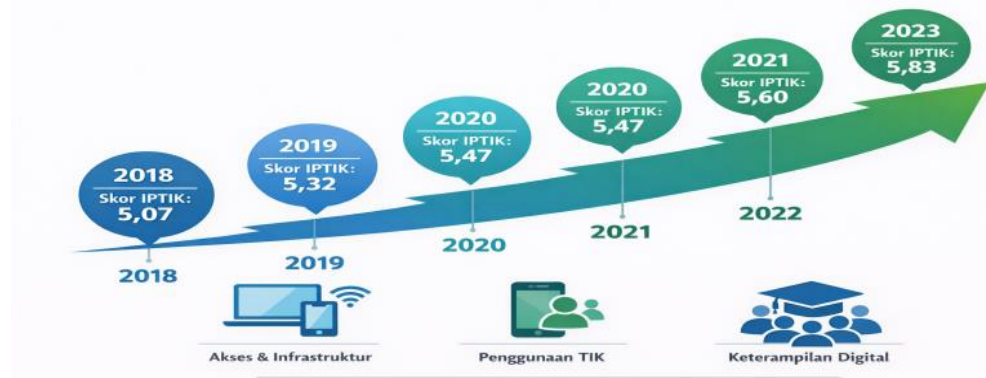 2018
Skor IPTIK:
5,07
2019
Skor IPTIK:
5,32
2020
Skor IPTIK:
5,47
2020
Skor IPTIK:
5,47
2021
Skor IPTIK:
5,60
2023
Skor IPTIK:
5,83
2018
2019
2020
2021
2022
Akses & Infrastruktur
Penggunaan TIK
Keterampilan Digital